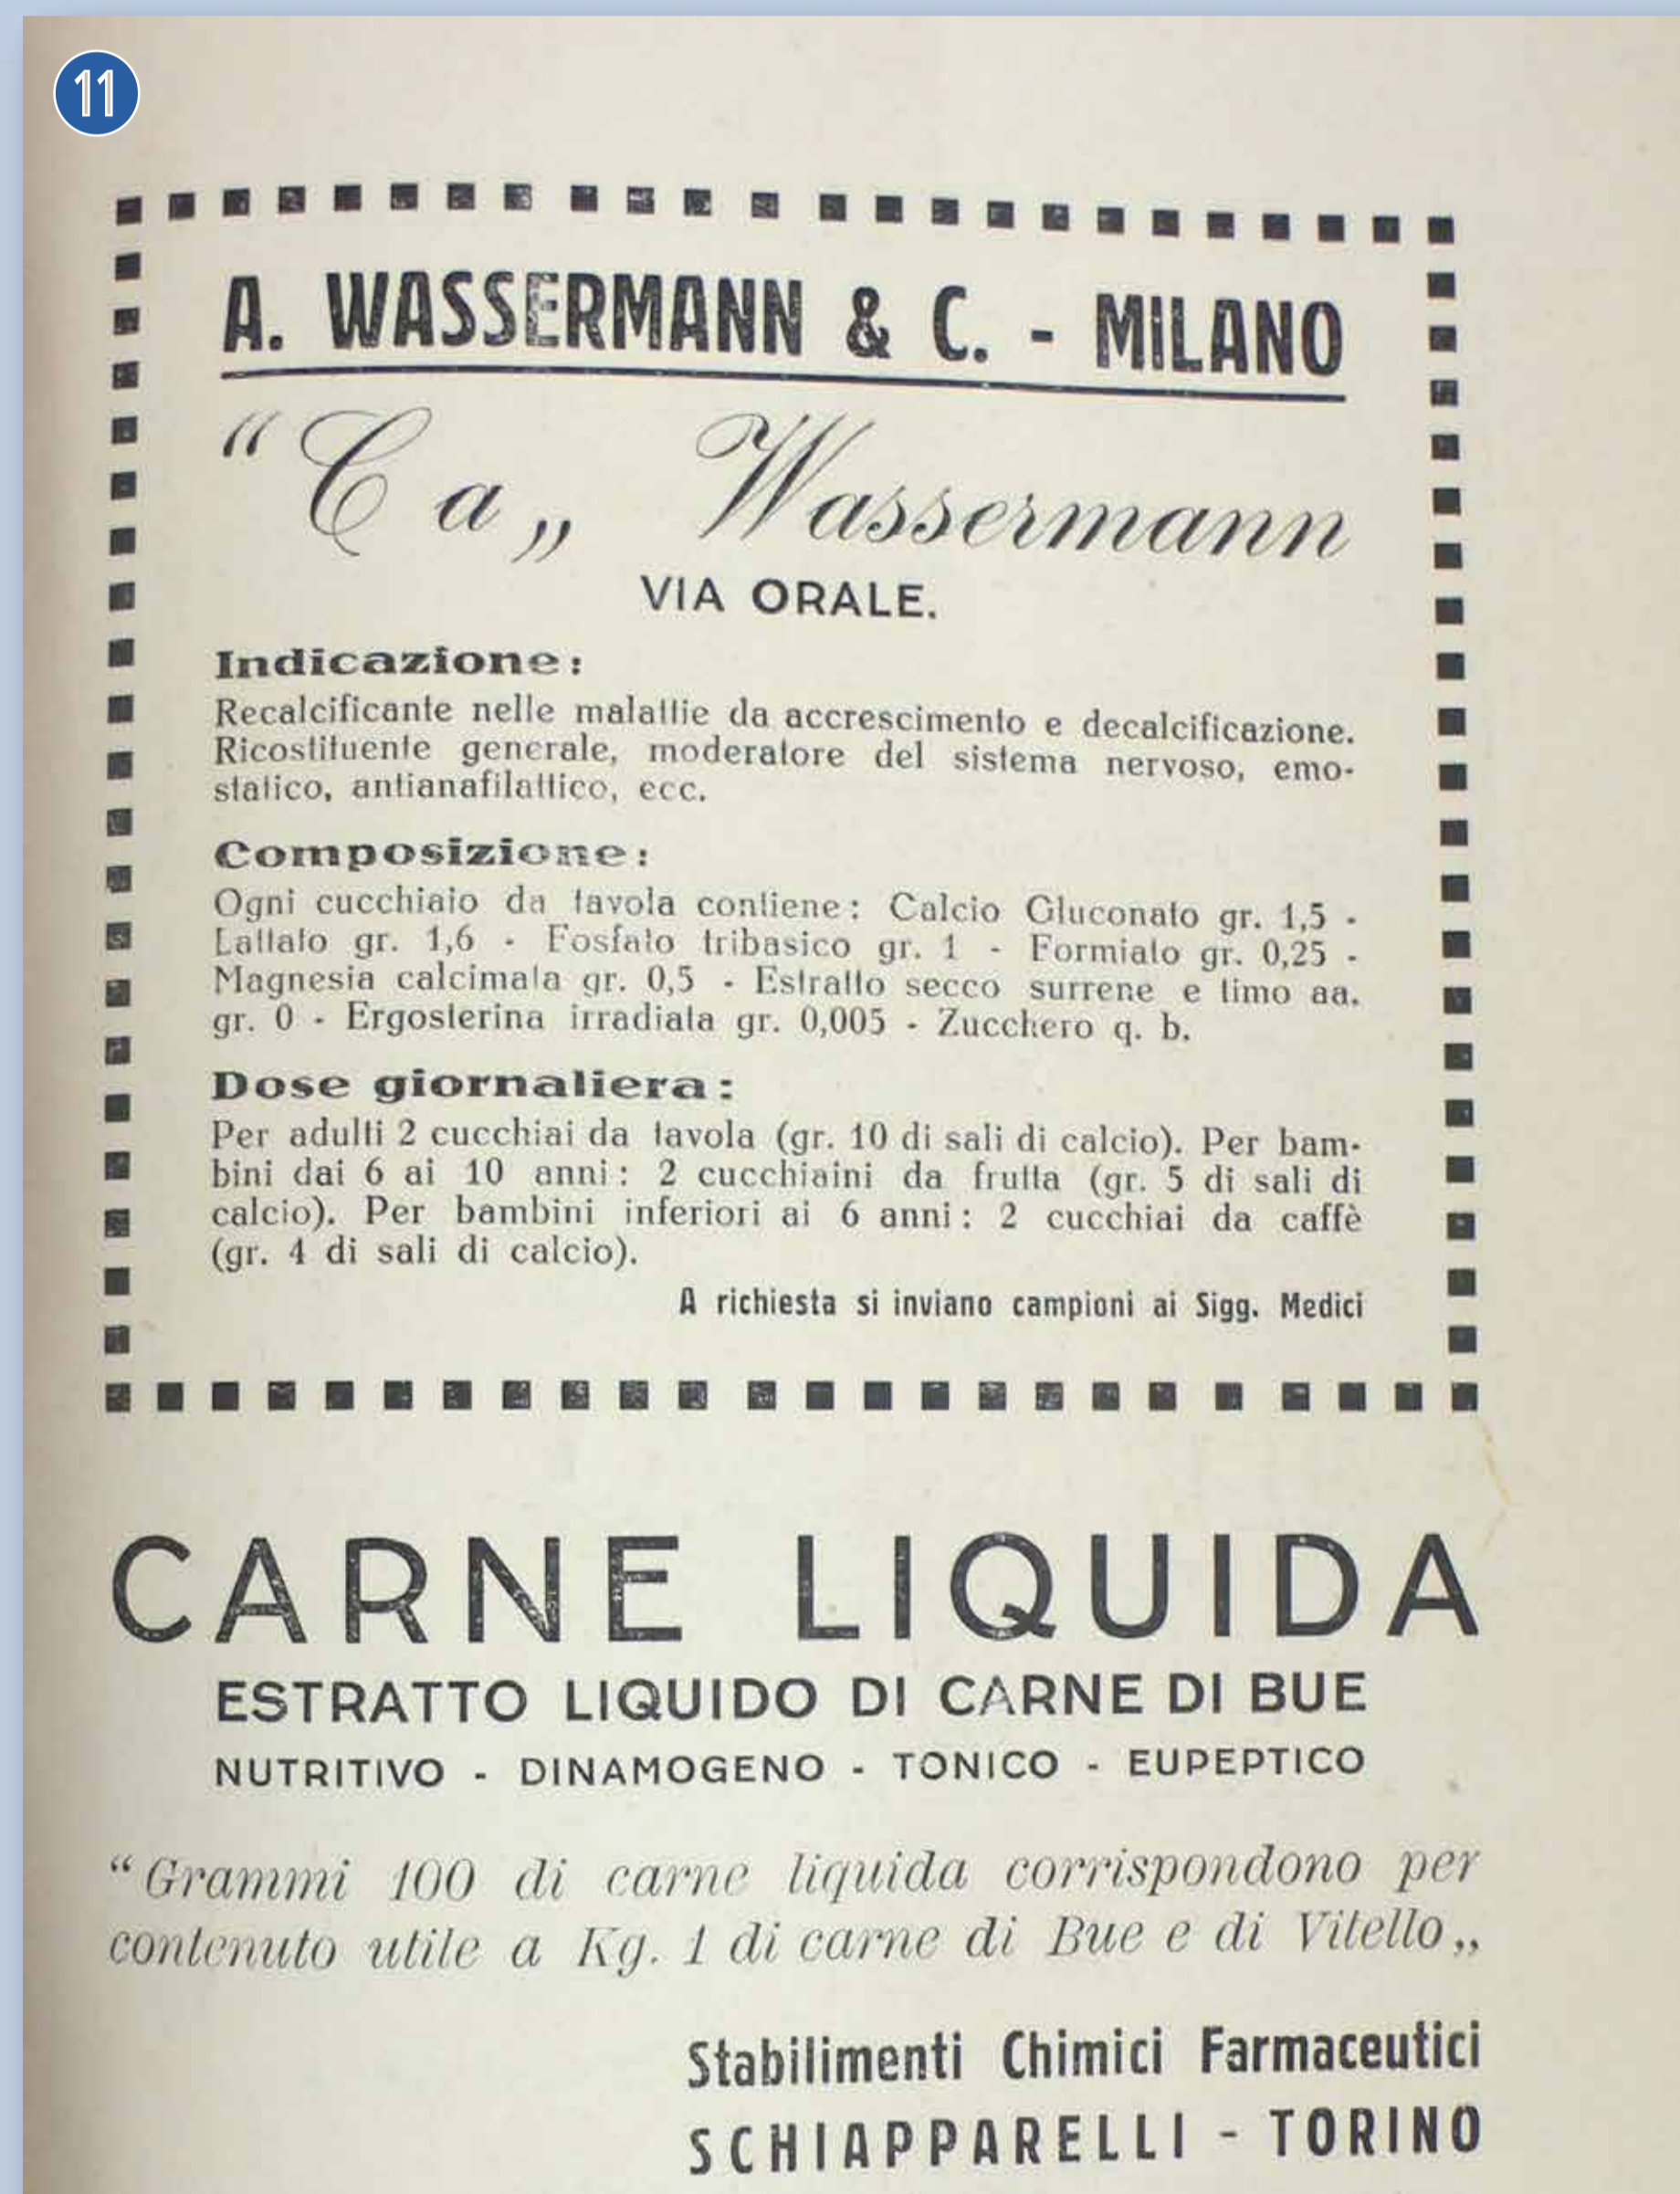 11
A. WASSERMANN & C. - MILANO
“Ca„ Wassermann
VIA ORALE.
Indicazione:
Recalcificante nelle malattie da accrescimento e decalcificazione.
Ricostituente generale, moderatore del sistema nervoso, emo-
statico, antianafilattico, ecc.
Composizione:
Ogni cucchiaio da tavola contiene: Calcio Gluconato gr. 1,5 -
Lattato gr. 1,6 - Fosfato tribasico gr. 1 - Formiato gr. 0,25 -
Magnesia calcimata gr. 0,5 - Estratto secco surrene e timo aa.
gr. 0 - Ergosterina irradiata gr. 0,005 - Zucchero q. b.
Dose giornaliera:
Per adulti 2 cucchiai da tavola (gr. 10 di sali di calcio). Per bam-
bini dai 6 ai 10 anni: 2 cucchiaini da frutta (gr. 5 di sali di
calcio). Per bambini inferiori ai 6 anni: 2 cucchiai da caffè
(gr. 4 di sali di calcio).
A richiesta si inviano campioni ai Sigg. Medici
CARNE LIQUIDA
ESTRATTO LIQUIDO DI CARNE DI BUE
NUTRITIVO - DINAMOGENO - TONICO - EUPEPTICO
“Grammi 100 di carne liquida corrispondono per
contenuto utile a Kg. 1 di carne di Bue e di Vitello„
Stabilimenti Chimici Farmaceutici
SCHIAPPARELLI - TORINO